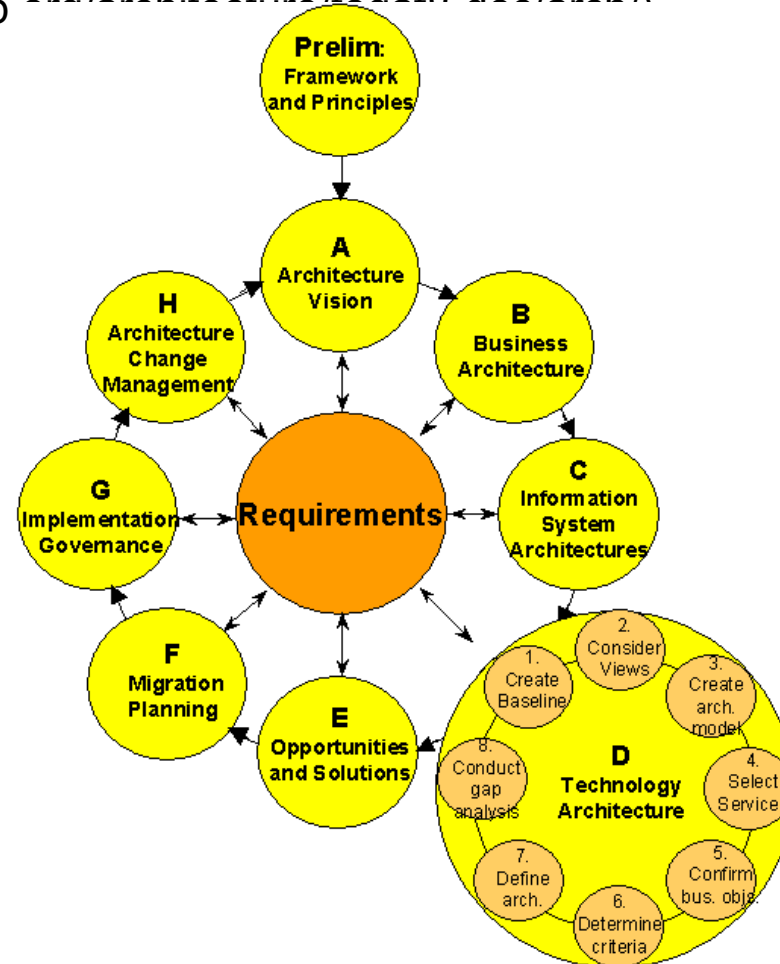 Prelim:
Framework
and Principles
A
Architecture
Vision
B
Business
Architecture
C
Information
System
Architectures
D
Technology
Architecture
1.
Create
Baseline
2.
Consider
Views
3.
Create
arch.
model
4.
Select
Service
5.
Confirm
bus. objs.
6.
Determine
criteria
7.
Define
arch.
8.
Conduct
gap
analysis
E
Opportunities
and Solutions
F
Migration
Planning
G
Implementation
Governance
H
Architecture
Change
Management
Requirements